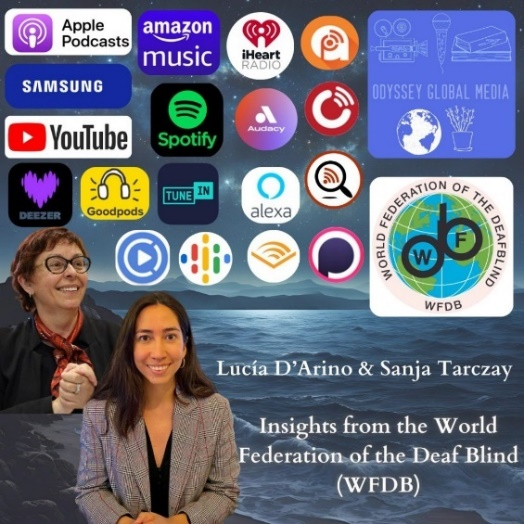 Apple
Podcasts
amazon
music
iHeart
RADIO
SAMSUNG
YouTube
Spotify
Audacy
ODYSSEY GLOBAL MEDIA
DEEZER
Goodpods
TUNE IN
alexa
WORLD FEDERATION OF THE DEAFBLIND
db
W F
WFDB
Lucía D'Arino & Sanja Tarczay
Insights from the World
Federation of the Deaf Blind
(WFDB)